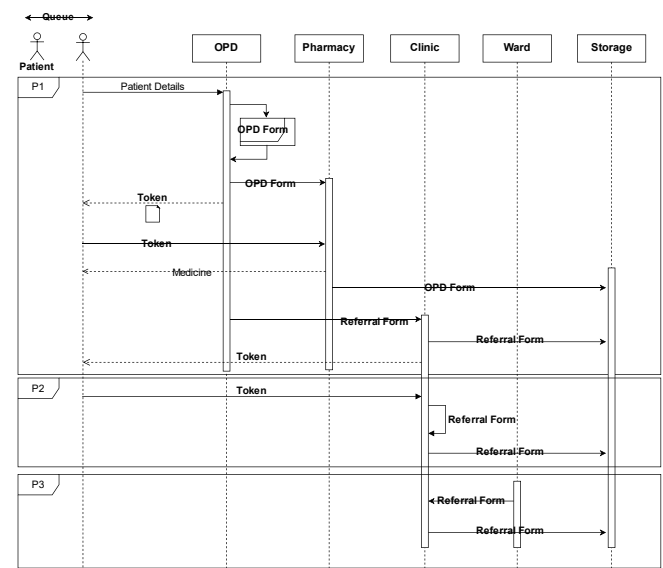 Queue
Patient
OPD
Pharmacy
Clinic
Ward
Storage
P1
Patient Details
OPD Form
OPD Form
Token
Token
Medicine
OPD Form
Referral Form
Referral Form
Token
P2
Token
Referral Form
Referral Form
P3
Referral Form
Referral Form